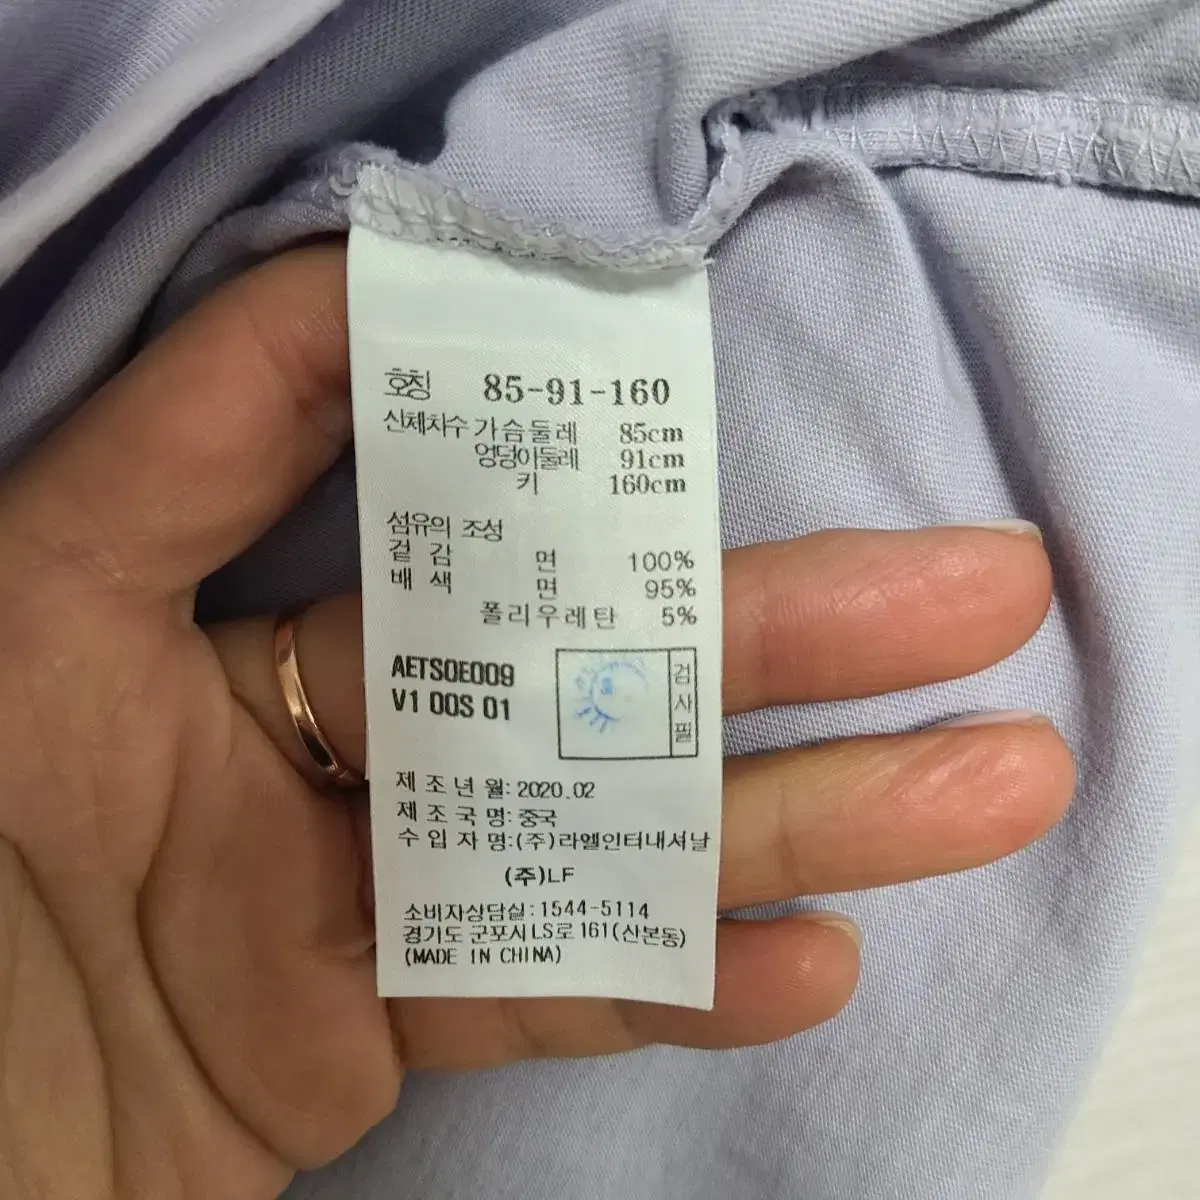 호칭 85-91-160
신체치수 가슴둘레 85cm
엉덩이둘레 91cm
키 160cm
섬유의 조성
겉 감 면 100%
배 색 면 95%
폴리우레탄 5%
AETS0E009
V1 00S 01
검사필
제 조 년 월: 2020.02
제 조 국 명: 중국
수 입 자 명:(주)라엘인터내셔날
(주)LF
소비자상담실:1544-5114
경기도 군포시 LS로 161(산본동)
(MADE IN CHINA)